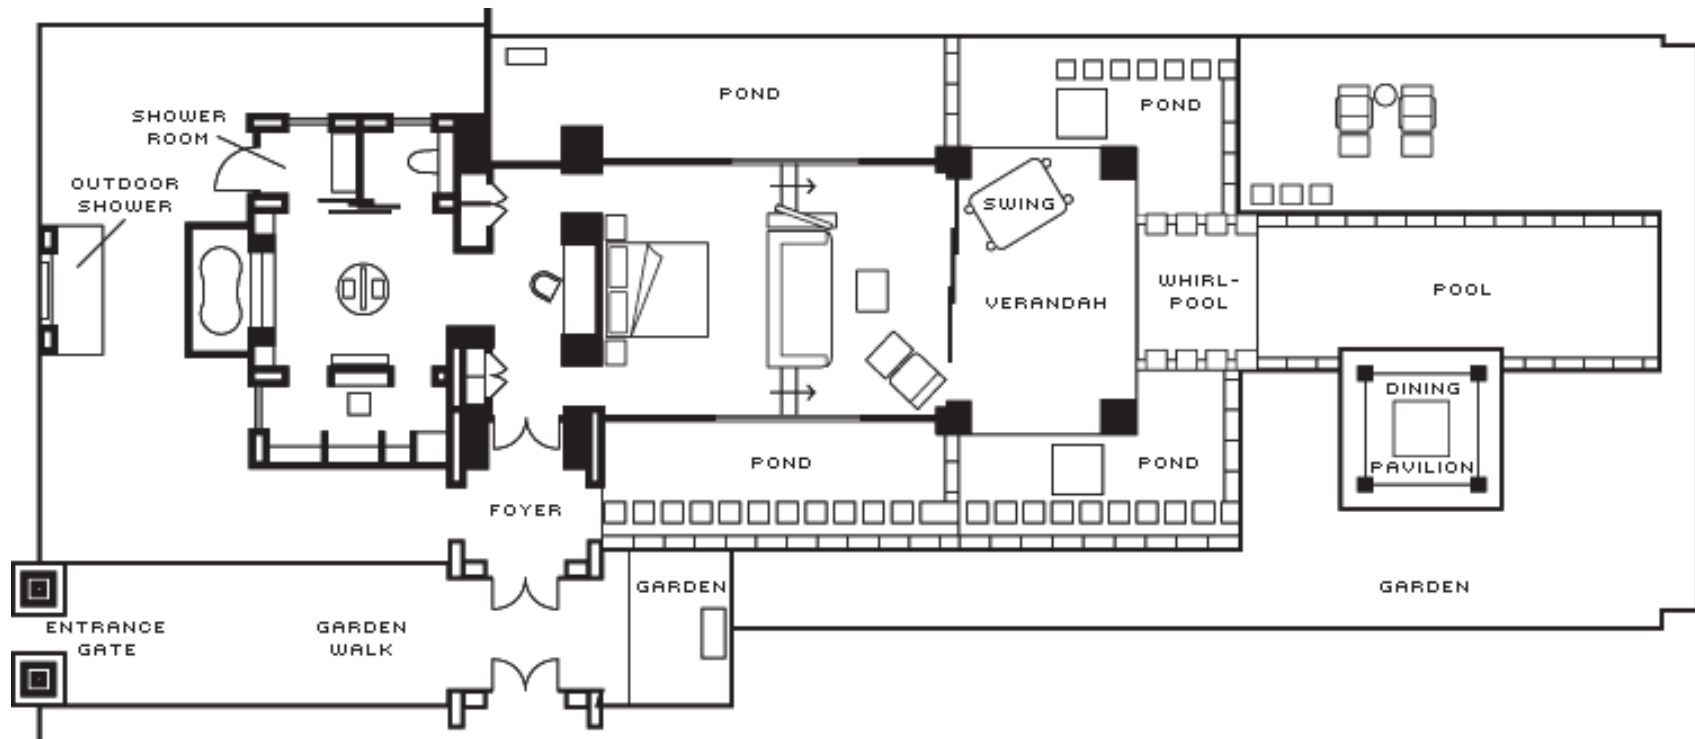 POND
POND
SHOWER
ROOM
OUTDOOR
SHOWER
SWING
VERANDAH
WHIRL-
POOL
POOL
DINING
PAVILION
POND
POND
FOYER
GARDEN
GARDEN
ENTRANCE
GATE
GARDEN
WALK